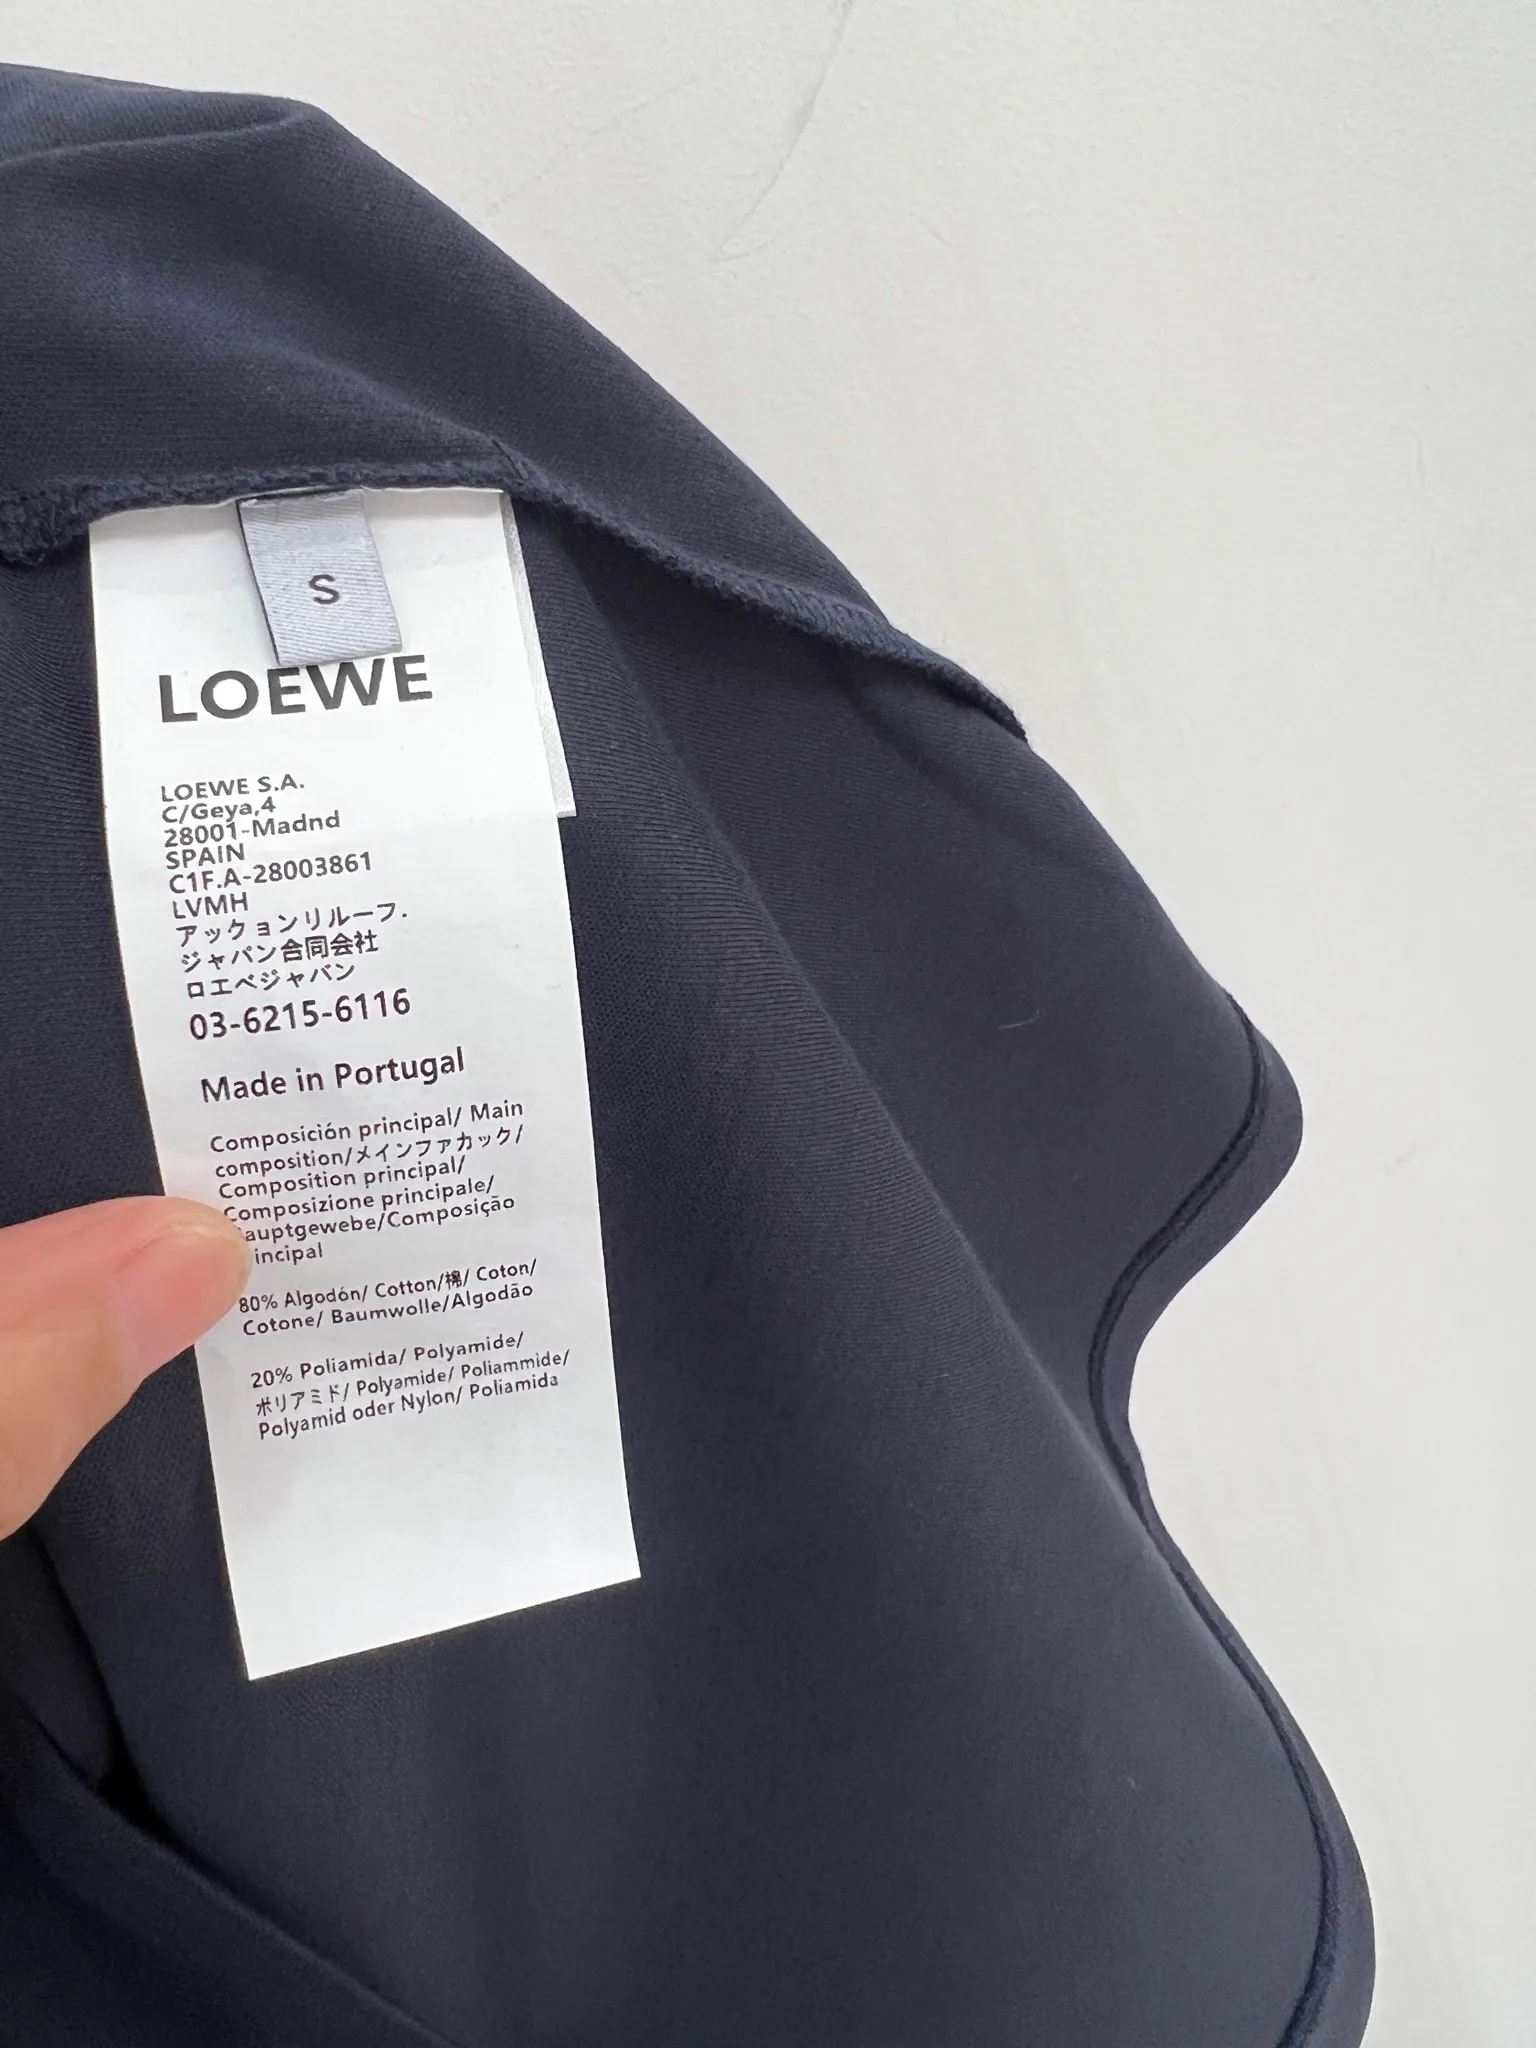 S
LOEWE
LOEWE S.A.
C/Geya,4
28001-Madnd
SPAIN
C1F.A-28003861
LVMH
アックョンリルーフ.
ジャパン合同会社
ロエベジャパン
03-6215-6116
Made in Portugal
Composición principal/ Main
composition/メインファカック/
Composition principal/
Composizione principale/
auptgewebe/Composição
incipal
80% Algodón/ Cotton/棉/ Coton/
Cotone/ Baumwolle/Algodão
20% Poliamida/ Polyamide/
ポリアミド/ Polyamide/ Poliammide/
Polyamid oder Nylon/ Poliamida